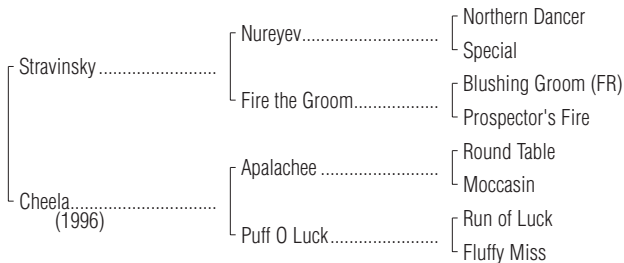 Northern Dancer
Nureyev
Special
Stravinsky
Blushing Groom (FR)
Fire the Groom
Prospector's Fire
Round Table
Apalachee
Moccasin
Cheela
(1996)
Run of Luck
Puff O Luck
Fluffy Miss